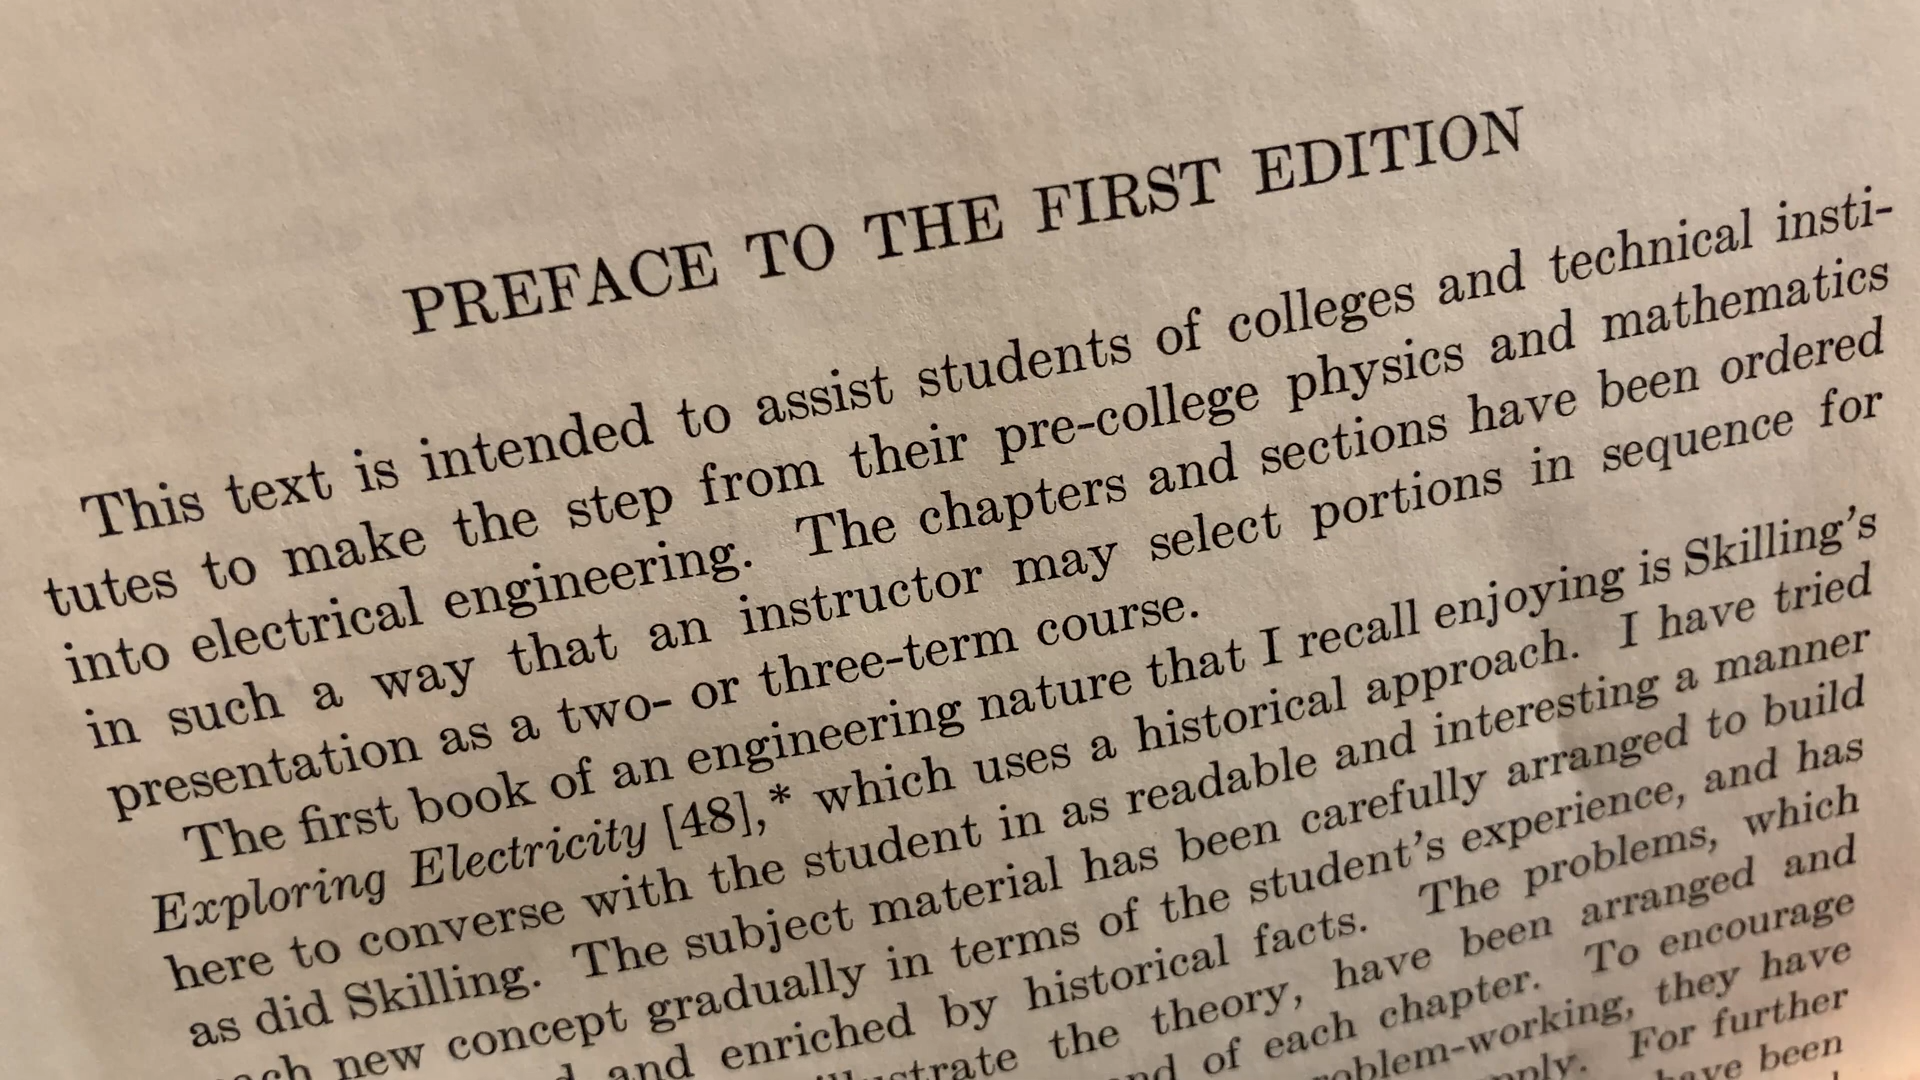 PREFACE TO THE FIRST EDITION
This text is intended to assist students of colleges and technical insti-
tutes to make the step from their pre-college physics and mathematics
into electrical engineering. The chapters and sections have been ordered
in such a way that an instructor may select portions in sequence for
presentation as a two- or three-term course.
The first book of an engineering nature that I recall enjoying is Skilling's
Exploring Electricity [48],* which uses a historical approach. I have tried
here to converse with the student in as readable and interesting a manner
as did Skilling. The subject material has been carefully arranged to build
new concept gradually in terms of the student's experience, and has
and enriched by historical facts. The problems, which
the theory, have been arranged and
of each chapter. To encourage
they have
For further
been